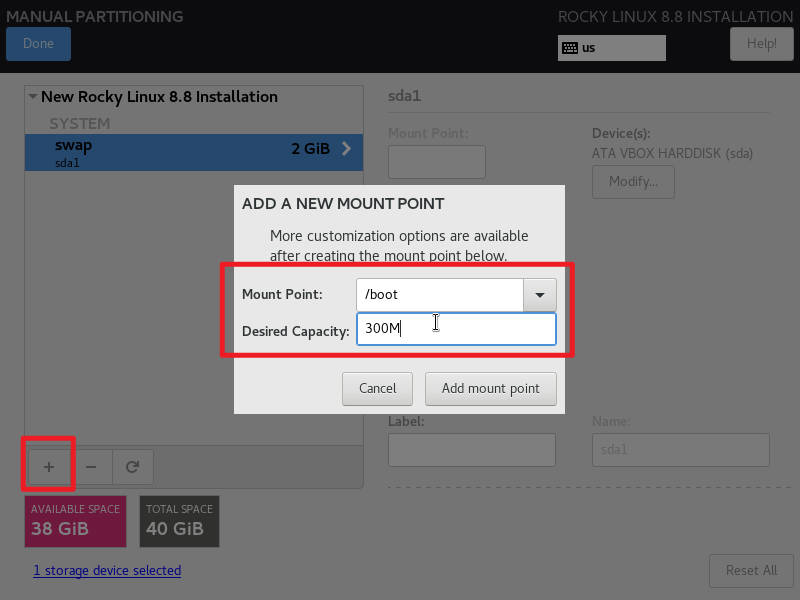 MANUAL PARTITIONING
ROCKY LINUX 8.8 INSTALLATION
Done
us
Help!
New Rocky Linux 8.8 Installation
SYSTEM
swap
2 GiB
sda1
sda1
Mount Point:
Device(s):
ATA VBOX HARDDISK (sda)
Modify...
ADD A NEW MOUNT POINT
More customization options are available
after creating the mount point below.
Mount Point:
/boot
Desired Capacity:
300M
Cancel
Add mount point
Label:
Name:
sda1
AVAILABLE SPACE
38 GiB
TOTAL SPACE
40 GiB
1 storage device selected
Reset All